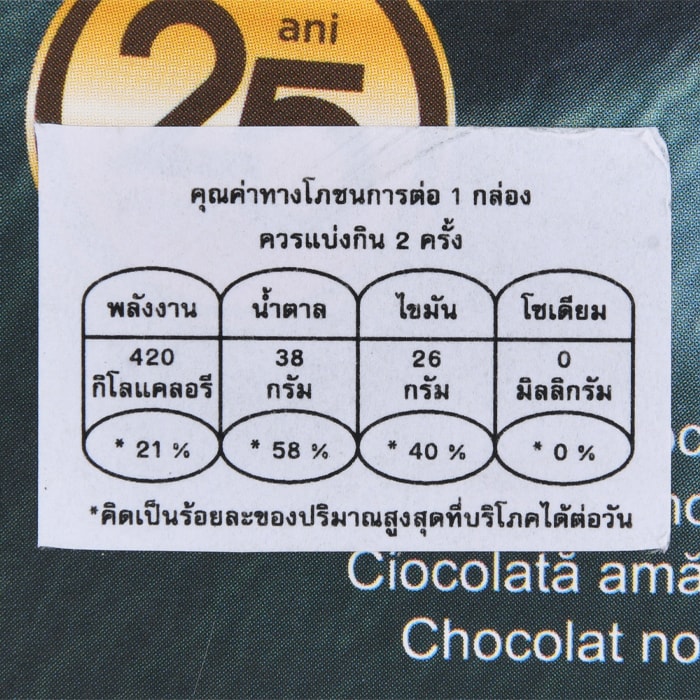 ani
25
คุณค่าทางโภชนการต่อ 1 กล่อง
ควรแบ่งกิน 2 ครั้ง
พลังงาน น้ำตาล ไขมัน โซเดียม
420 38 26 0
กิโลแคลอรี กรัม กรัม มิลลิกรัม
* 21 % * 58 % * 40 % * 0 %
*คิดเป็นร้อยละของปริมาณสูงสุดที่บริโภคได้ต่อวัน
Ciocolată
Chocolat